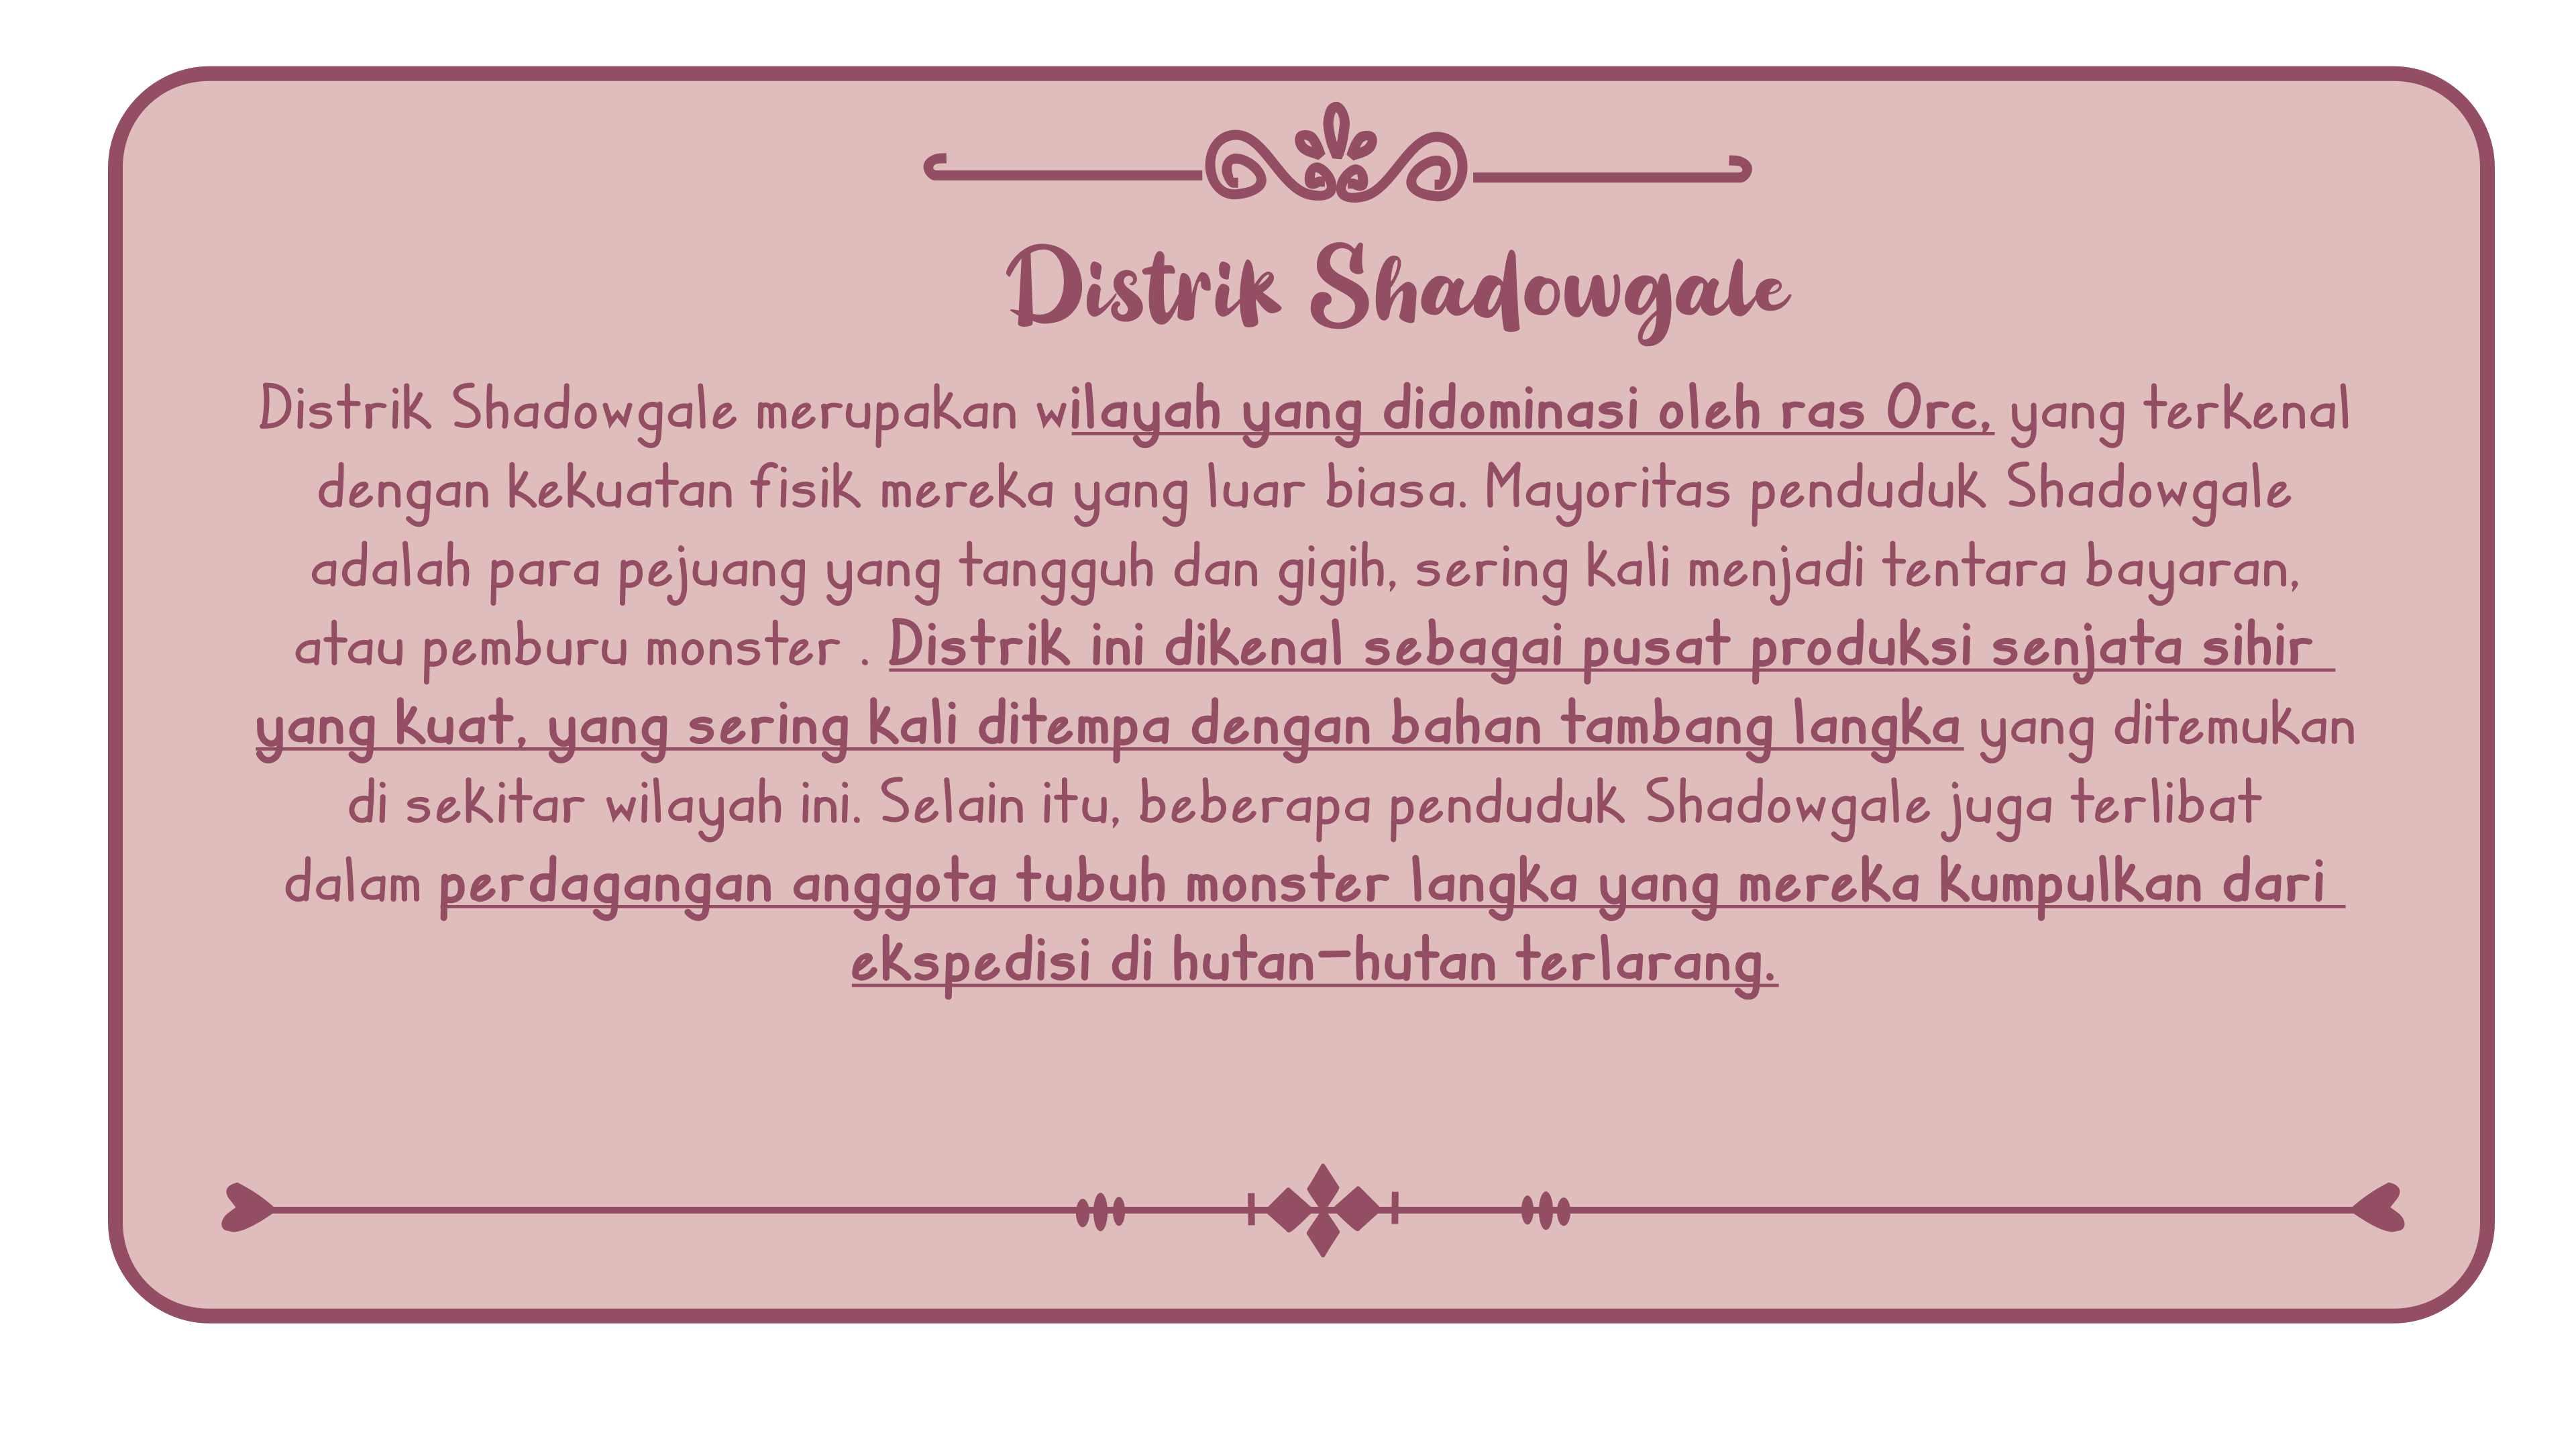 Distrik Shadowgale
Distrik Shadowgale merupakan wilayah yang didominasi oleh ras Orc, yang terkenal
dengan kekuatan fisik mereka yang luar biasa. Mayoritas penduduk Shadowgale
adalah para pejuang yang tangguh dan gigih, sering kali menjadi tentara bayaran,
atau pemburu monster . Distrik ini dikenal sebagai pusat produksi senjata sihir
yang kuat, yang sering kali ditempa dengan bahan tambang langka yang ditemukan
di sekitar wilayah ini. Selain itu, beberapa penduduk Shadowgale juga terlibat
dalam perdagangan anggota tubuh monster langka yang mereka kumpulkan dari
ekspedisi di hutan-hutan terlarang.